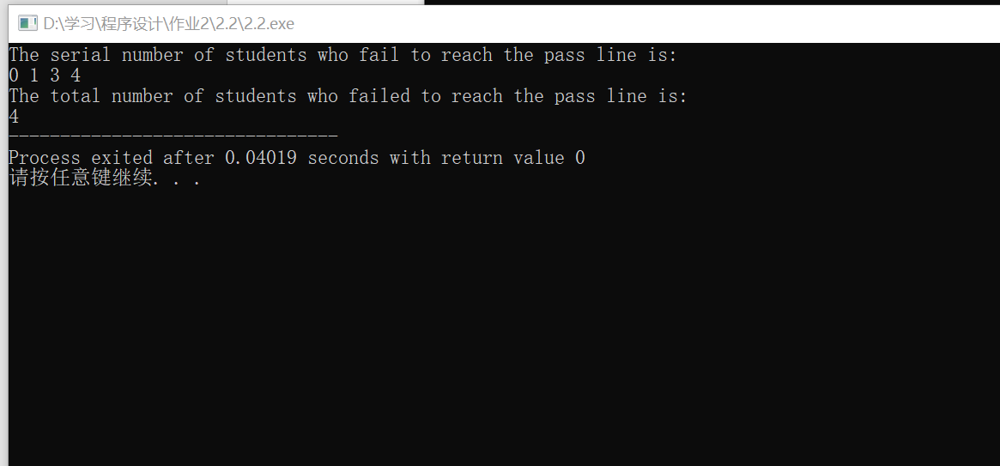 D:\学习\程序设计\作业2\2.2\2.2.exe
The serial number of students who fail to reach the pass line is:
0 1 3 4
The total number of students who failed to reach the pass line is:
4
--------------------------------
Process exited after 0.04019 seconds with return value 0
请按任意键继续. . .